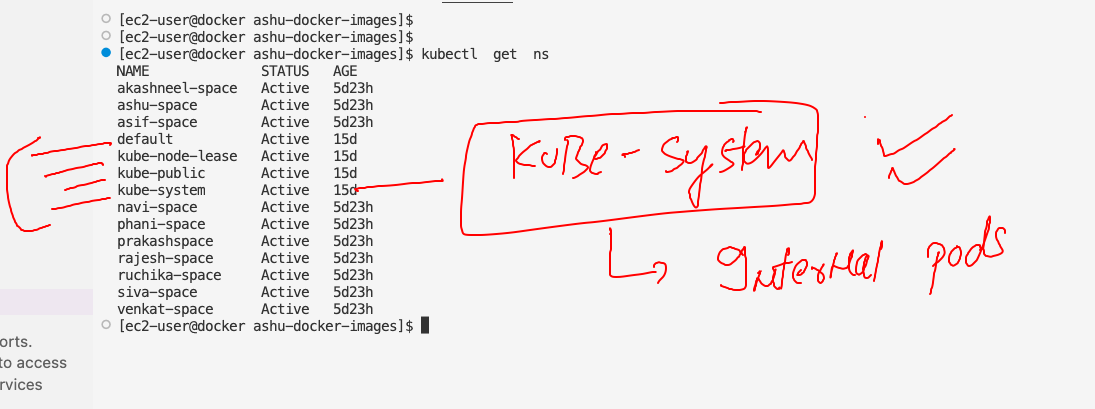 [ec2-user@docker ashu-docker-images]$
[ec2-user@docker ashu-docker-images]$
[ec2-user@docker ashu-docker-images]$ kubectl  get  ns
NAME              STATUS   AGE
akashneel-space   Active   5d23h
ashu-space        Active   5d23h
asif-space        Active   5d23h
default           Active   15d
kube-node-lease   Active   15d
kube-public       Active   15d
kube-system       Active   15d
navi-space        Active   5d23h
phani-space       Active   5d23h
prakashspace      Active   5d23h
rajesh-space      Active   5d23h
ruchika-space     Active   5d23h
siva-space        Active   5d23h
venkat-space      Active   5d23h
[ec2-user@docker ashu-docker-images]$
KuBe-system
Internal pods
orts.
to access
rvices